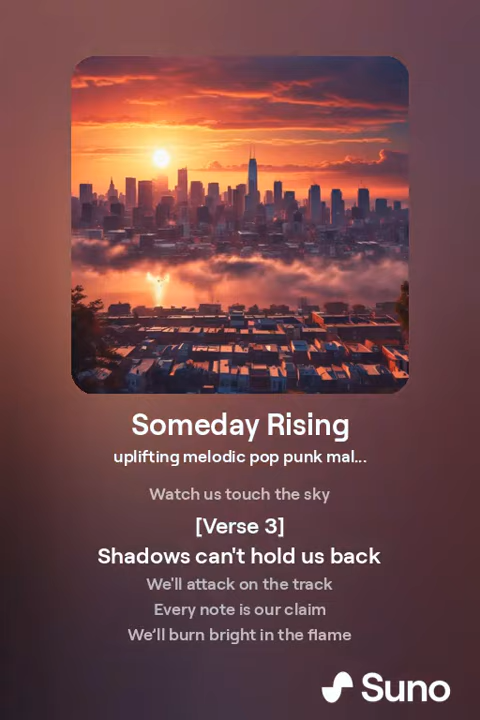 Someday Rising
uplifting melodic pop punk mal...
Watch us touch the sky
[Verse 3]
Shadows can't hold us back
We'll attack on the track
Every note is our claim
We'll burn bright in the flame
Suno